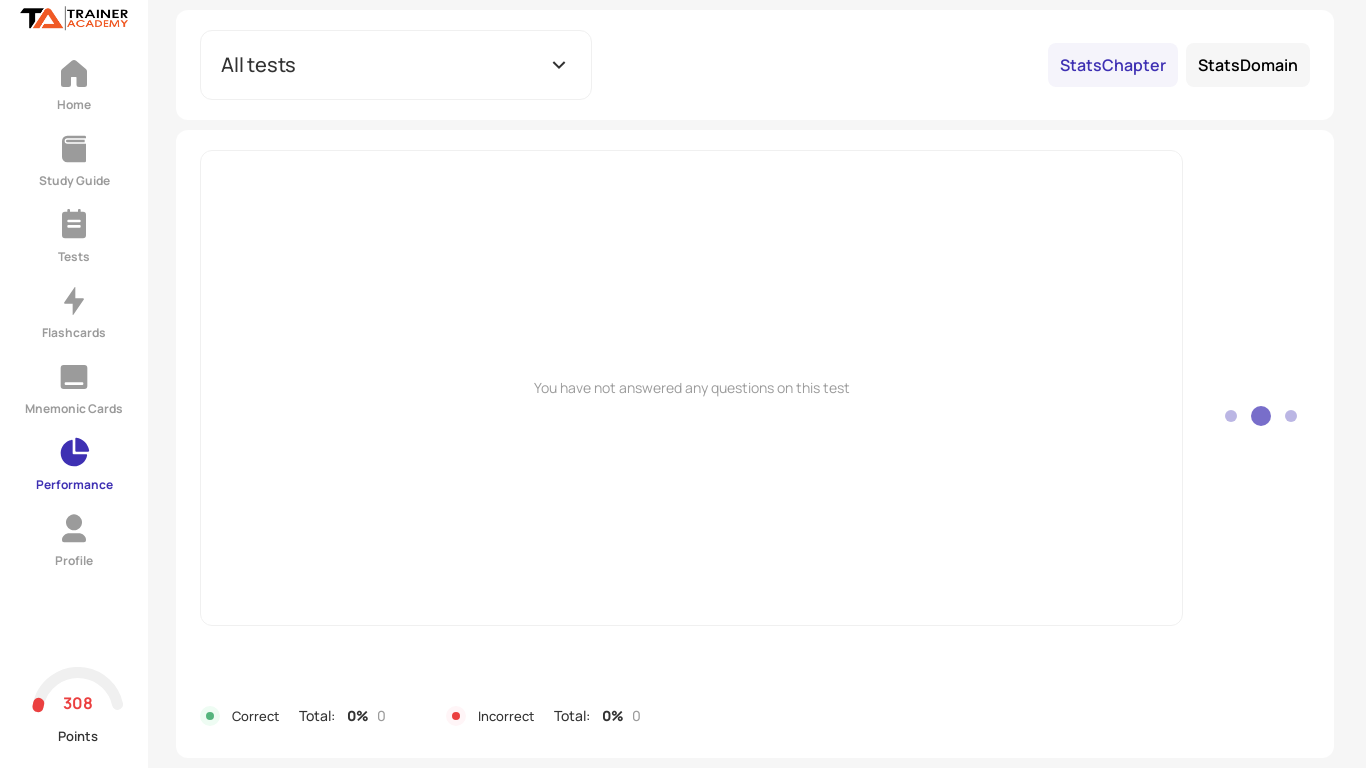 TA TRAINER
ACADEMY
Home
Study Guide
Tests
Flashcards
Mnemonic Cards
Performance
Profile
308
Points
All tests
StatsChapter
StatsDomain
You have not answered any questions on this test
Correct Total: 0% 0
Incorrect Total: 0% 0